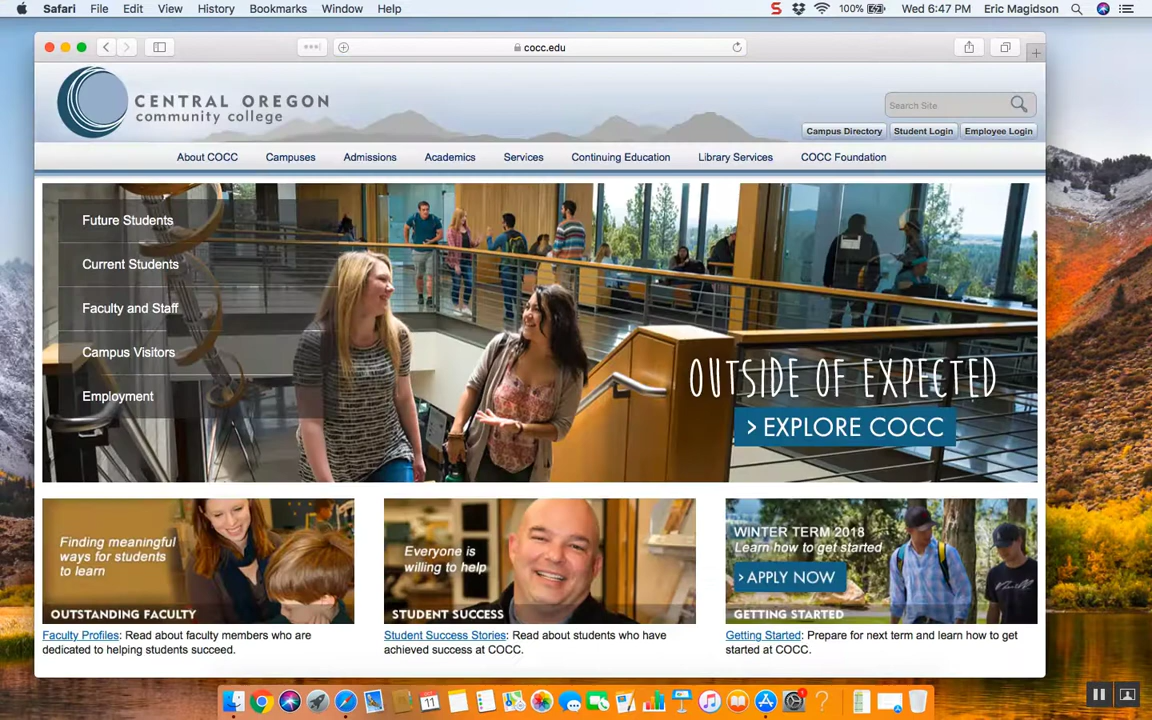 Safari File Edit View History Bookmarks Window Help 100% Wed 6:47 PM Eric Magidson
cocc.edu
CENTRAL OREGON
community college
Search Site
Campus Directory Student Login Employee Login
About COCC Campuses Admissions Academics Services Continuing Education Library Services COCC Foundation
Future Students
Current Students
Faculty and Staff
Campus Visitors
Employment
OUTSIDE OF EXPECTED
> EXPLORE COCC
Finding meaningful
ways for students
to learn
OUTSTANDING FACULTY
Faculty Profiles: Read about faculty members who are
dedicated to helping students succeed.
Everyone is
willing to help
STUDENT SUCCESS
Student Success Stories: Read about students who have
achieved success at COCC.
WINTER TERM 2018
Learn how to get started
> APPLY NOW
GETTING STARTED
Getting Started: Prepare for next term and learn how to get
started at COCC.
11